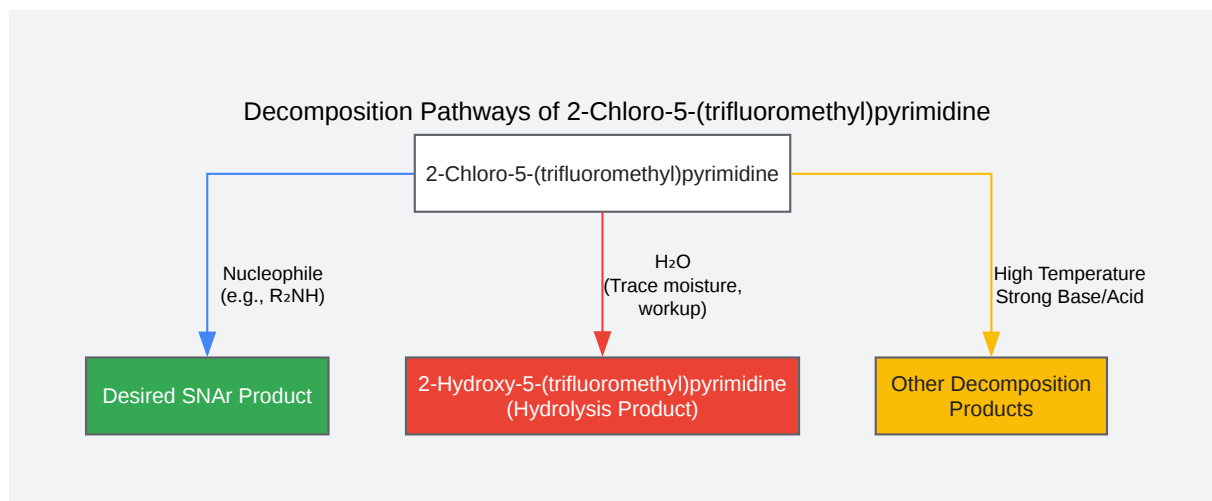 Decomposition Pathways of 2-Chloro-5-(trifluoromethyl)pyrimidine
2-Chloro-5-(trifluoromethyl)pyrimidine
Nucleophile
(e.g., R₂NH)
H₂O
(Trace moisture,
workup)
High Temperature
Strong Base/Acid
Desired SNAr Product
2-Hydroxy-5-(trifluoromethyl)pyrimidine
(Hydrolysis Product)
Other Decomposition
Products